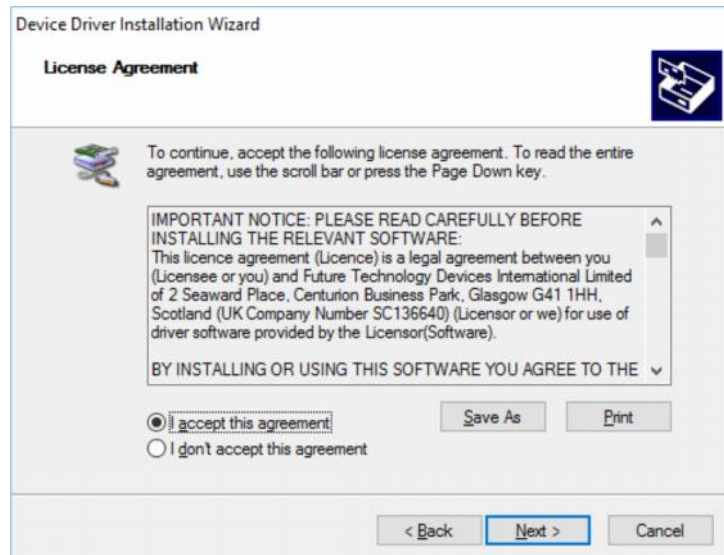 Device Driver Installation Wizard
License Agreement
To continue, accept the following license agreement. To read the entire
agreement, use the scroll bar or press the Page Down key.
IMPORTANT NOTICE: PLEASE READ CAREFULLY BEFORE
INSTALLING THE RELEVANT SOFTWARE:
This licence agreement (Licence) is a legal agreement between you
(Licensee or you) and Future Technology Devices International Limited
of 2 Seaward Place, Centurion Business Park, Glasgow G41 1HH,
Scotland (UK Company Number SC136640) (Licensor or we) for use of
driver software provided by the Licensor(Software).
BY INSTALLING OR USING THIS SOFTWARE YOU AGREE TO THE
I accept this agreement
Save As
Print
I don't accept this agreement
< Back
Next >
Cancel